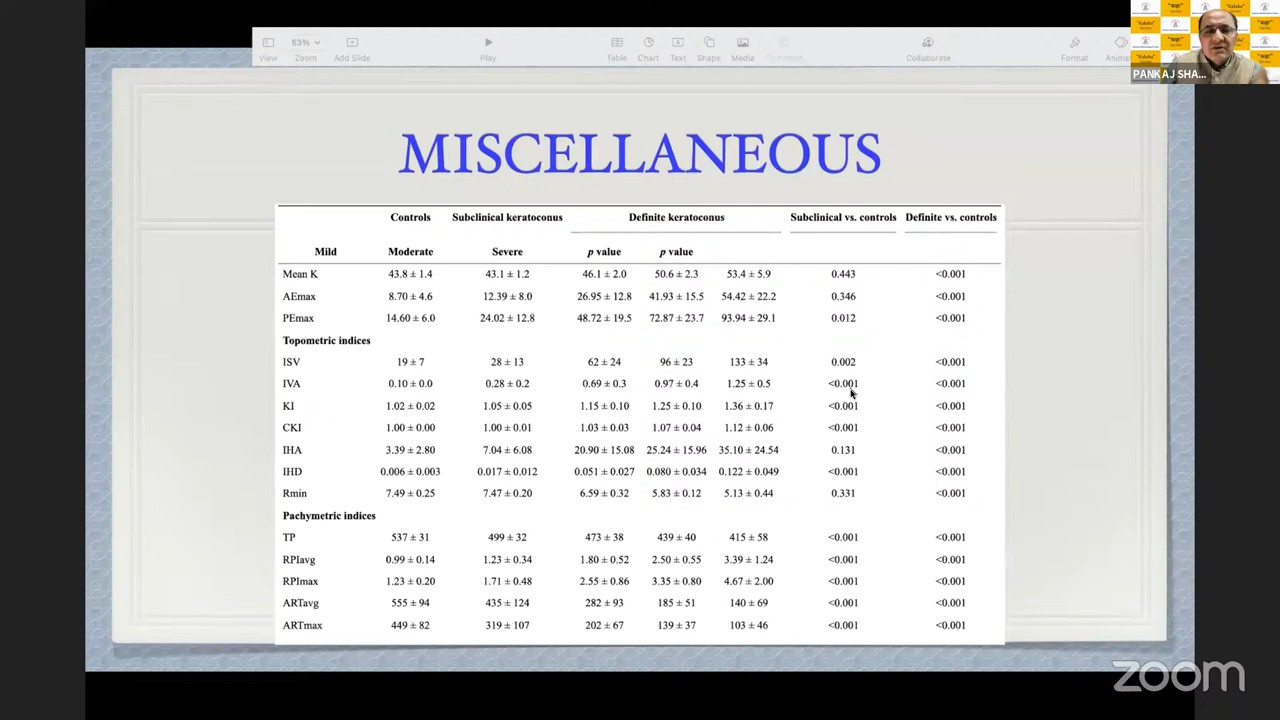 53%
View
Zoom
Add Slide
Play
Table
Chart
Text
Shape
Media
Collaborate
Format
PANKAJ SHA...
MISCELLANEOUS
Controls Subclinical keratoconus Definite keratoconus Subclinical vs. controls Definite vs. controls
Mild Moderate Severe p value p value
Mean K 43.8 ± 1.4 43.1 ± 1.2 46.1 ± 2.0 50.6 ± 2.3 53.4 ± 5.9 0.443 <0.001
AEmax 8.70 ± 4.6 12.39 ± 8.0 26.95 ± 12.8 41.93 ± 15.5 54.42 ± 22.2 0.346 <0.001
PEmax 14.60 ± 6.0 24.02 ± 12.8 48.72 ± 19.5 72.87 ± 23.7 93.94 ± 29.1 0.012 <0.001
Topometric indices
ISV 19 ± 7 28 ± 13 62 ± 24 96 ± 23 133 ± 34 0.002 <0.001
IVA 0.10 ± 0.0 0.28 ± 0.2 0.69 ± 0.3 0.97 ± 0.4 1.25 ± 0.5 <0.001 <0.001
KI 1.02 ± 0.02 1.05 ± 0.05 1.15 ± 0.10 1.25 ± 0.10 1.36 ± 0.17 <0.001 <0.001
CKI 1.00 ± 0.00 1.00 ± 0.01 1.03 ± 0.03 1.07 ± 0.04 1.12 ± 0.06 <0.001 <0.001
IHA 3.39 ± 2.80 7.04 ± 6.08 20.90 ± 15.08 25.24 ± 15.96 35.10 ± 24.54 0.131 <0.001
IHD 0.006 ± 0.003 0.017 ± 0.012 0.051 ± 0.027 0.080 ± 0.034 0.122 ± 0.049 <0.001 <0.001
Rmin 7.49 ± 0.25 7.47 ± 0.20 6.59 ± 0.32 5.83 ± 0.12 5.13 ± 0.44 0.331 <0.001
Pachymetric indices
TP 537 ± 31 499 ± 32 473 ± 38 439 ± 40 415 ± 58 <0.001 <0.001
RPIavg 0.99 ± 0.14 1.23 ± 0.34 1.80 ± 0.52 2.50 ± 0.55 3.39 ± 1.24 <0.001 <0.001
RPImax 1.23 ± 0.20 1.71 ± 0.48 2.55 ± 0.86 3.35 ± 0.80 4.67 ± 2.00 <0.001 <0.001
ARTavg 555 ± 94 435 ± 124 282 ± 93 185 ± 51 140 ± 69 <0.001 <0.001
ARTmax 449 ± 82 319 ± 107 202 ± 67 139 ± 37 103 ± 46 <0.001 <0.001
zoom